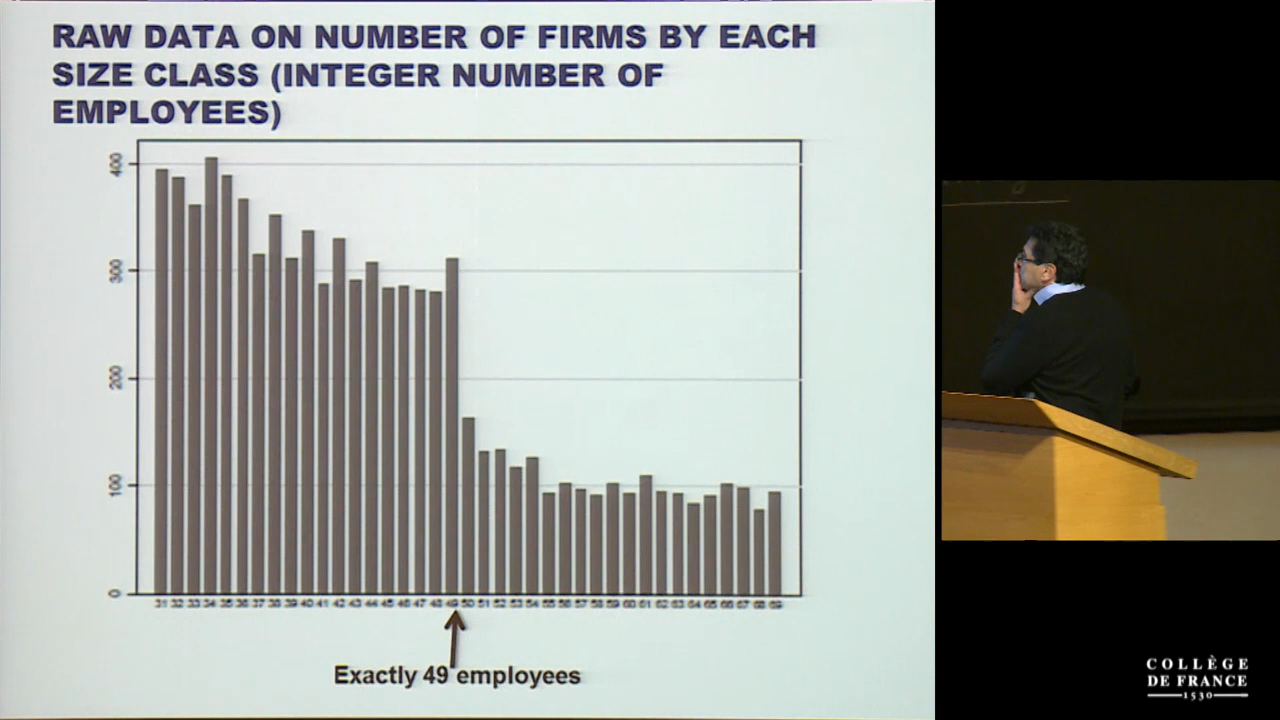 RAW DATA ON NUMBER OF FIRMS BY EACH
SIZE CLASS (INTEGER NUMBER OF
EMPLOYEES)
400
300
200
100
0
31 32 33 34 35 36 37 38 39 40 41 42 43 44 45 46 47 48 49 50 51 52 53 54 55 56 57 58 59 60 61 62 63 64 65 66 67 68 69
Exactly 49 employees
COLLÈGE
DE FRANCE
1530